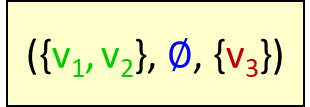 ({v₁, v₂}, Ø, {v₃})